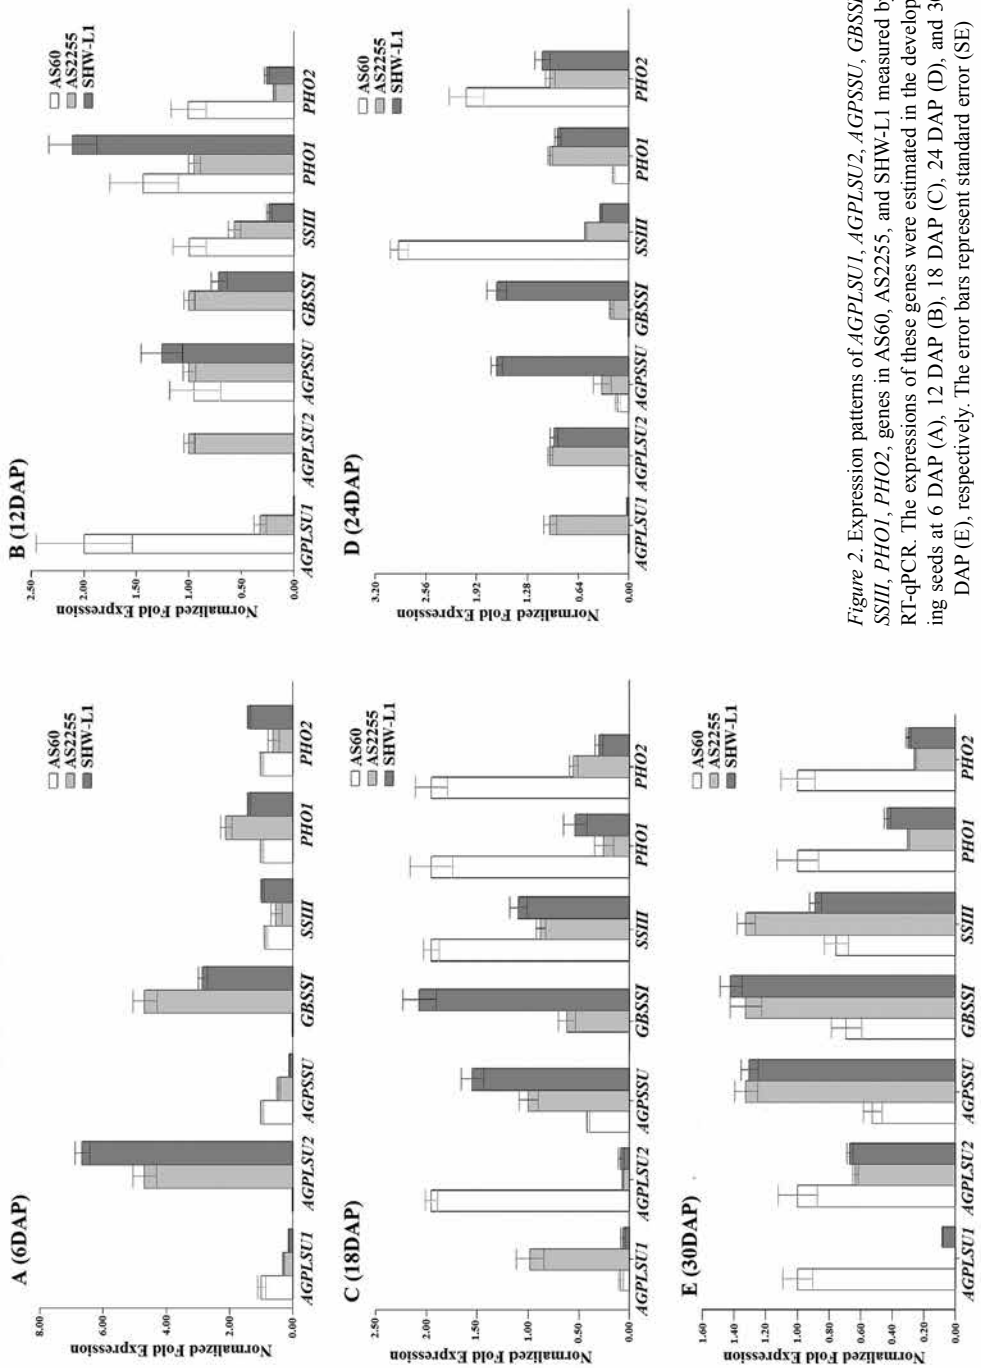 A (6DAP)
AS60
AS2255
SHW-L1
Normalized Fold Expression
8.00
6.00
4.00
2.00
0.00
AGPLSU1 AGPLSU2 AGPSSU GBSSI SSIII PHO1 PHO2
B (12DAP)
AS60
AS2255
SHW-L1
Normalized Fold Expression
2.50
2.00
1.50
1.00
0.50
0.00
AGPLSU1 AGPLSU2 AGPSSU GBSSI SSIII PHO1 PHO2
C (18DAP)
AS60
AS2255
SHW-L1
Normalized Fold Expression
2.50
2.00
1.50
1.00
0.50
0.00
AGPLSU1 AGPLSU2 AGPSSU GBSSI SSIII PHO1 PHO2
D (24DAP)
AS60
AS2255
SHW-L1
Normalized Fold Expression
3.20
2.56
1.92
1.28
0.64
0.00
AGPLSU1 AGPLSU2 AGPSSU GBSSI SSIII PHO1 PHO2
E (30DAP)
AS60
AS2255
SHW-L1
Normalized Fold Expression
1.60
1.40
1.20
1.00
0.80
0.60
0.40
0.20
0.00
AGPLSU1 AGPLSU2 AGPSSU GBSSI SSIII PHO1 PHO2
Figure 2. Expression patterns of AGPLSU1, AGPLSU2, AGPSSU, GBSSI
SSIII, PHO1, PHO2, genes in AS60, AS2255, and SHW-L1 measured by
RT-qPCR. The expressions of these genes were estimated in the develop
ing seeds at 6 DAP (A), 12 DAP (B), 18 DAP (C), 24 DAP (D), and
DAP (E), respectively. The error bars represent standard error (SE)